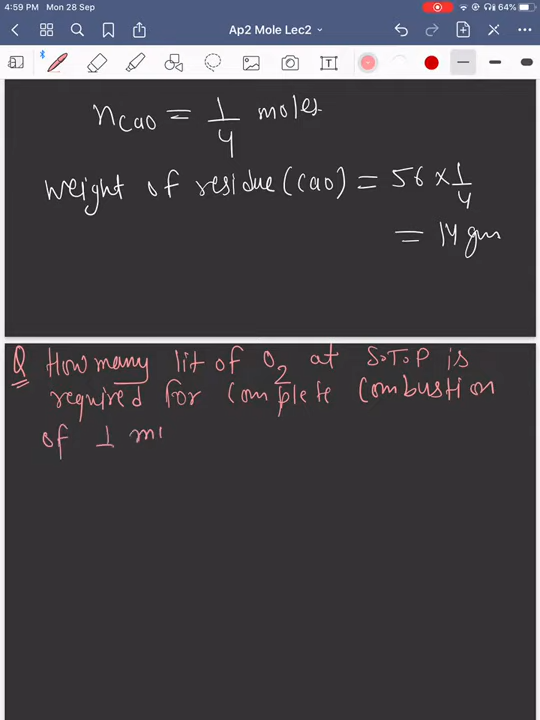 4:59 PM Mon 28 Sep
64%
Ap2 Mole Lec2
nCaO = 1/4 moles
weight of residue (CaO) = 56 × 1/4
= 14 gm
Q How many lit of O2 at S.T.P is
required for complete combustion
of 1 m